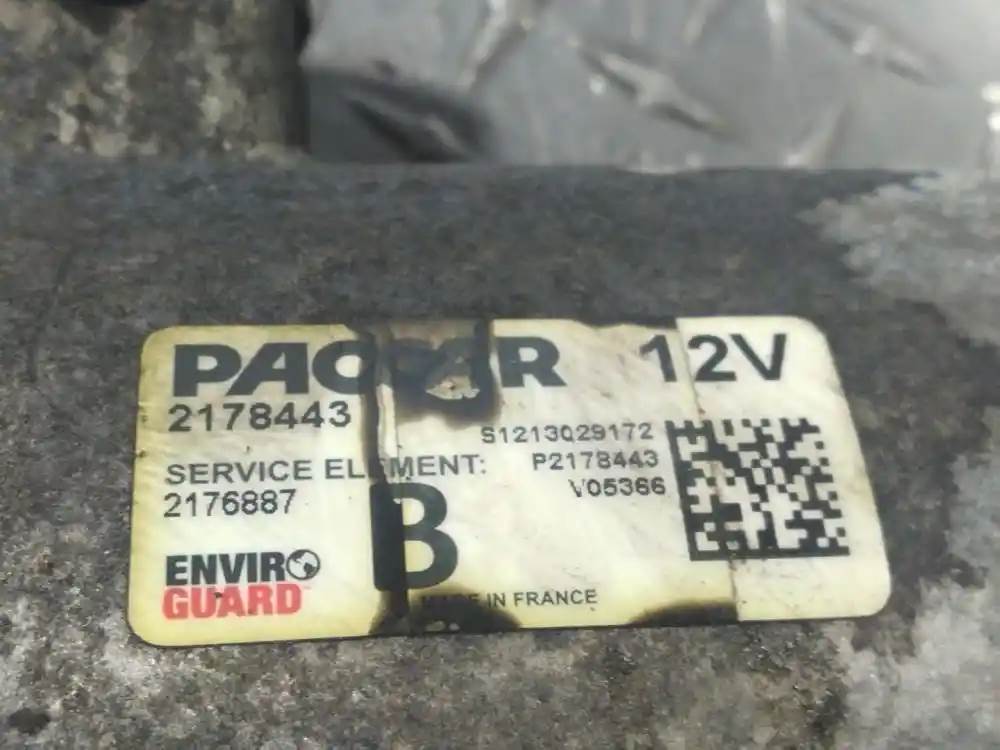 PACCAR 12V
2178443
S1213029172
SERVICE ELEMENT: P2178443
2176887 V05366
B
ENVIRO
GUARD
MADE IN FRANCE